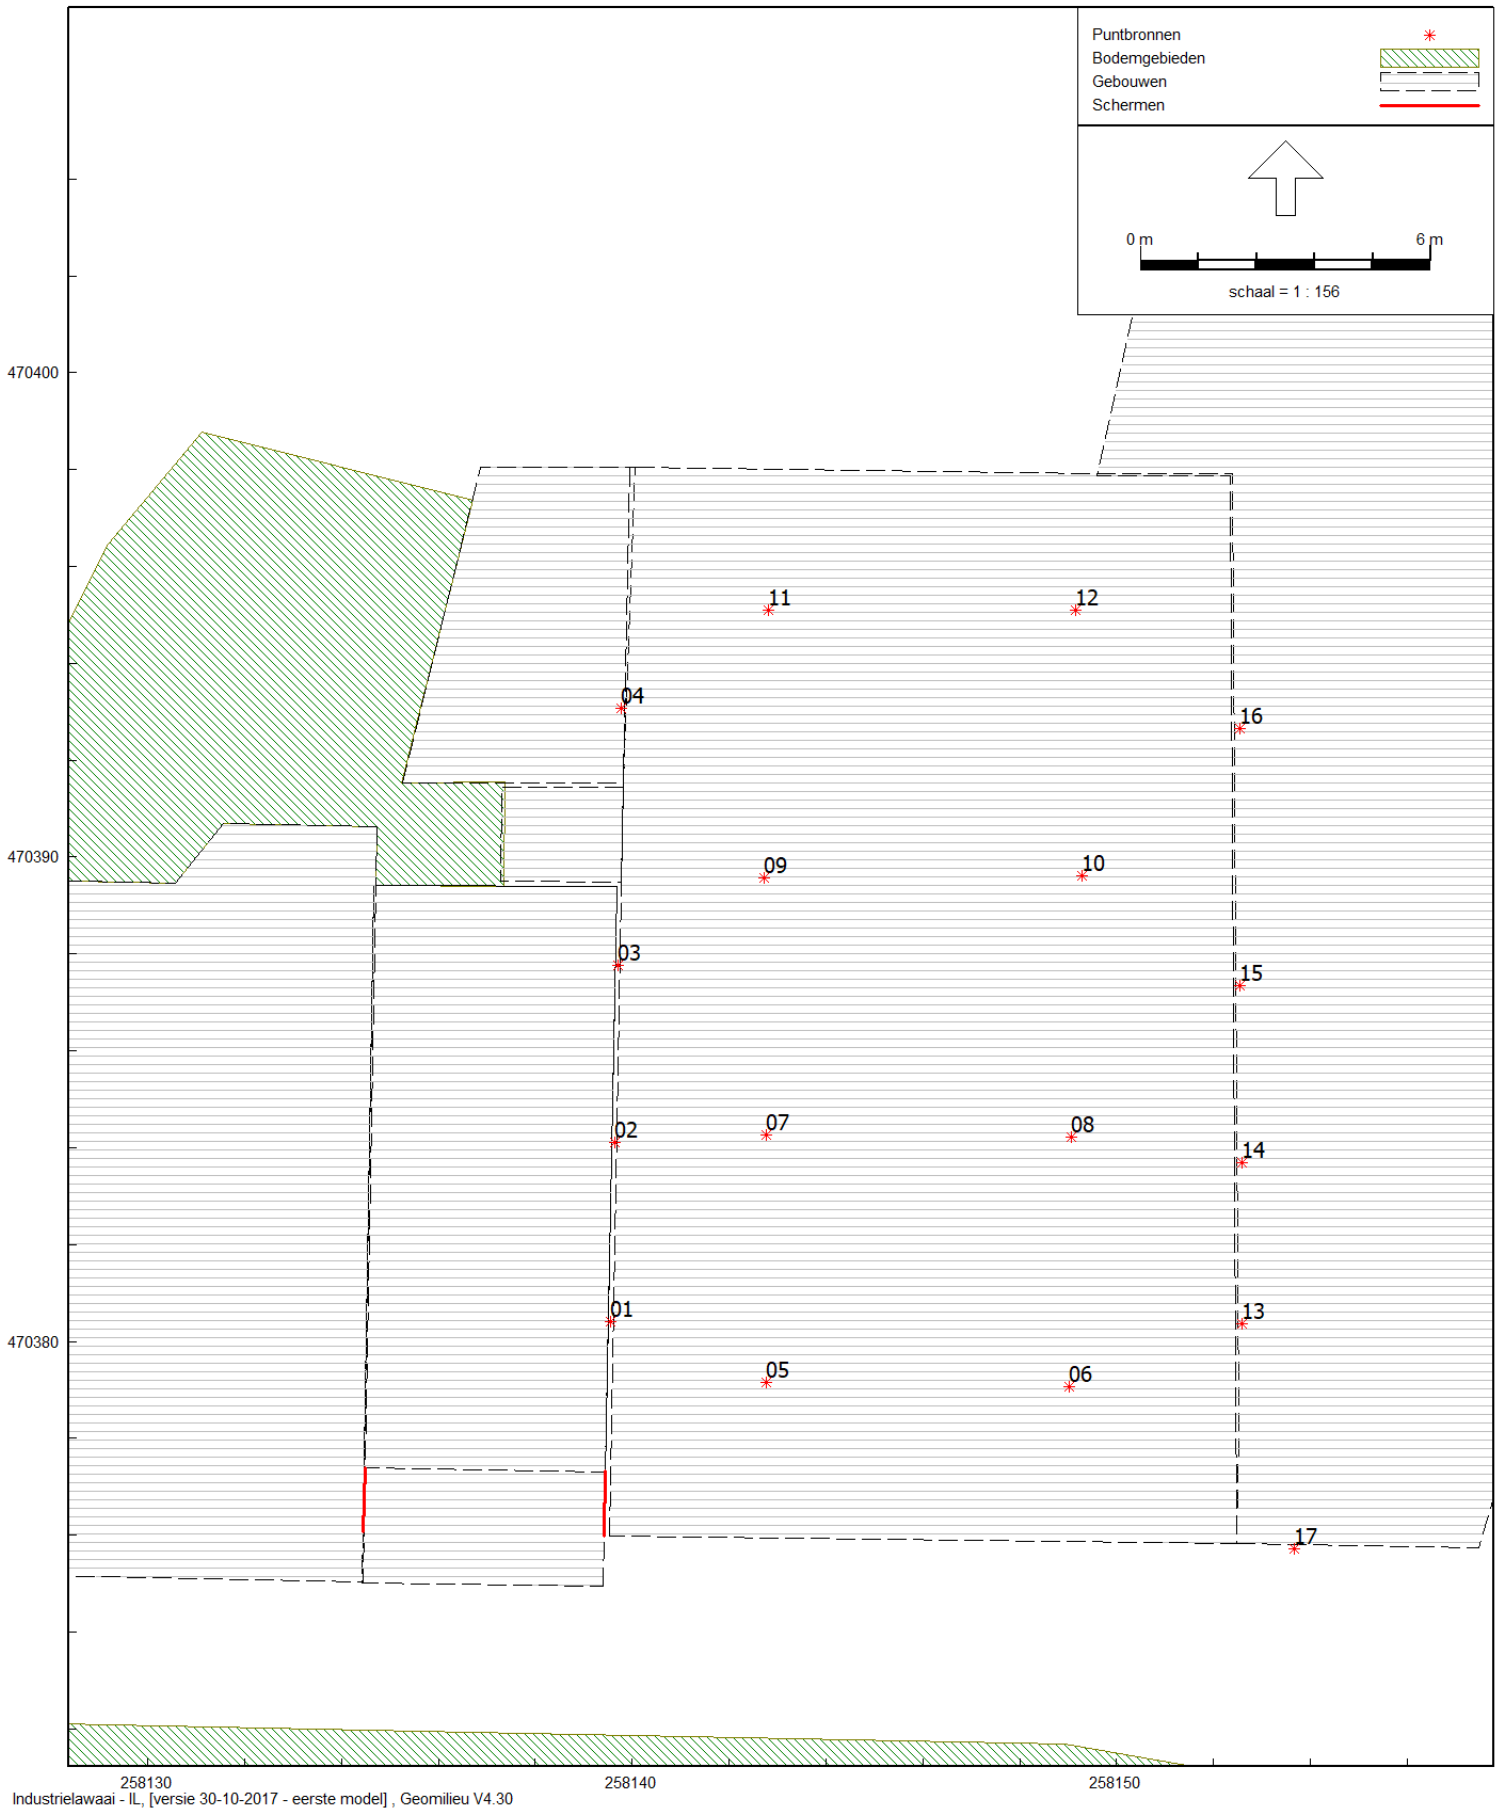 Puntbronnen
Bodemgebieden
Gebouwen
Schermen
0 m 6 m
schaal = 1 : 156
470400
11 12
04
16
470390
09 10
03
15
02 07 08
14
01 13
470380
05 06
17
258130 258140 258150
Industrielawaai - IL, [versie 30-10-2017 - eerste model] , Geomilieu V4.30